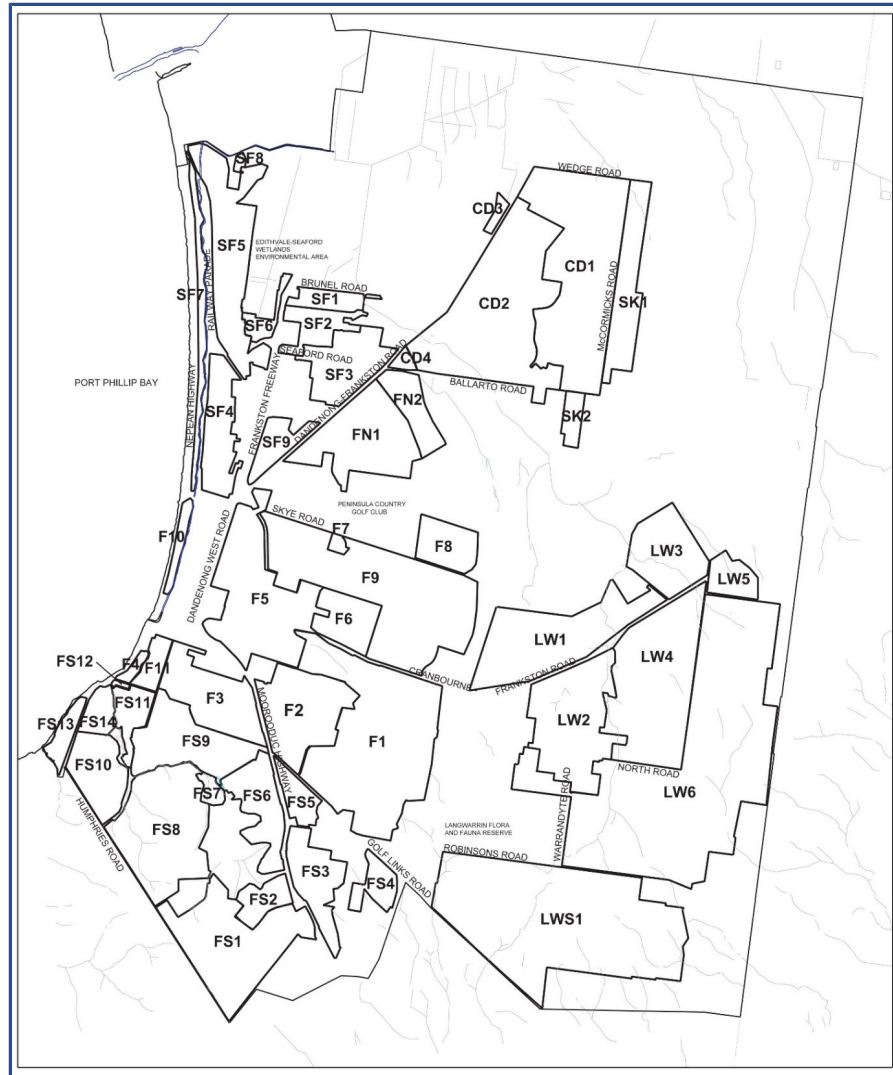 SF8
WEDGE ROAD
CD3
SF5
EDITHVALE-SEAFORD
WETLANDS
ENVIRONMENTAL AREA
CD1
SF7
RAILWAY PARADE
BRUNEL ROAD
SF1
CD2
McCORMICKS ROAD
SK1
SF6
SF2
SEAFORD ROAD
DANDENONG-FRANKSTON ROAD
CD4
PORT PHILLIP BAY
SF3
BALLARTO ROAD
NEPEAN HIGHWAY
FRANKSTON FREEWAY
FN2
SF4
SK2
SF9
FN1
PENINSULA COUNTRY
GOLF CLUB
SKYE ROAD
F10
F7
F8
DANDENONG WEST ROAD
LW3
F9
LW5
F5
F6
LW1
LW4
CRANBOURNE
FRANKSTON ROAD
FS12
F4
F11
FS11
F3
MOOROODUC HIGHWAY
F2
FS13
FS14
LW2
FS9
F1
FS10
NORTH ROAD
FS7
FS6
FS5
WARRANDYTE ROAD
LW6
HUMPHRIES ROAD
FS8
LANGWARRIN FLORA
AND FAUNA RESERVE
GOLF LINKS ROAD
ROBINSONS ROAD
FS3
FS4
FS2
LWS1
FS1